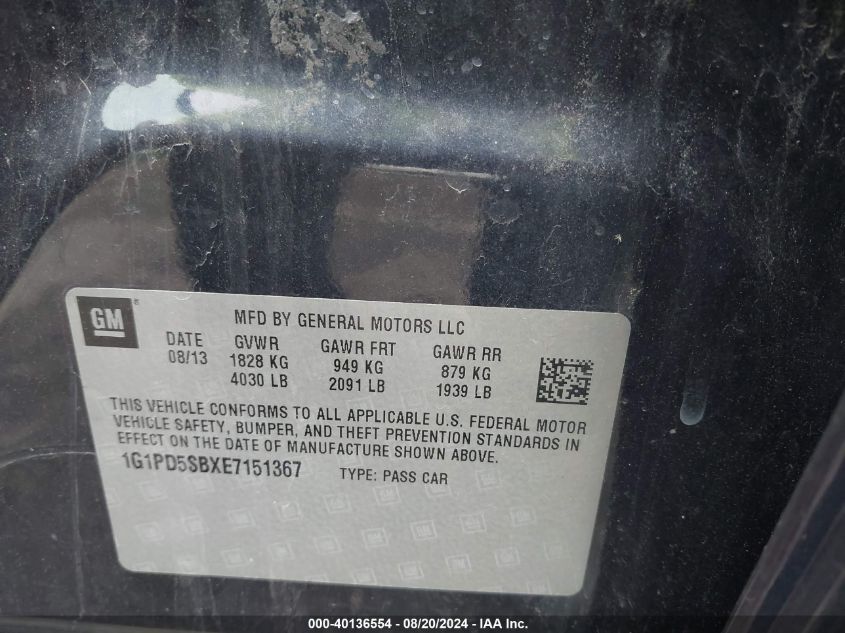 GM
®
MFD BY GENERAL MOTORS LLC
DATE GVWR GAWR FRT GAWR RR
08/13 1828 KG 949 KG 879 KG
4030 LB 2091 LB 1939 LB
THIS VEHICLE CONFORMS TO ALL APPLICABLE U.S. FEDERAL MOTOR
VEHICLE SAFETY, BUMPER, AND THEFT PREVENTION STANDARDS IN
EFFECT ON THE DATE OF MANUFACTURE SHOWN ABOVE.
1G1PD5SBXE7151367 TYPE: PASS CAR
000-40136554 - 08/20/2024 - IAA Inc.